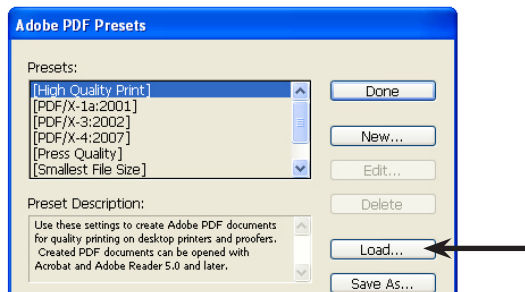 Adobe PDF Presets
Presets:
[High Quality Print]
[PDF/X-1a:2001]
[PDF/X-3:2002]
[PDF/X-4:2007]
[Press Quality]
[Smallest File Size]
Done
New...
Edit...
Delete
Load...
Save As...
Preset Description:
Use these settings to create Adobe PDF documents
for quality printing on desktop printers and proofers.
Created PDF documents can be opened with
Acrobat and Adobe Reader 5.0 and later.